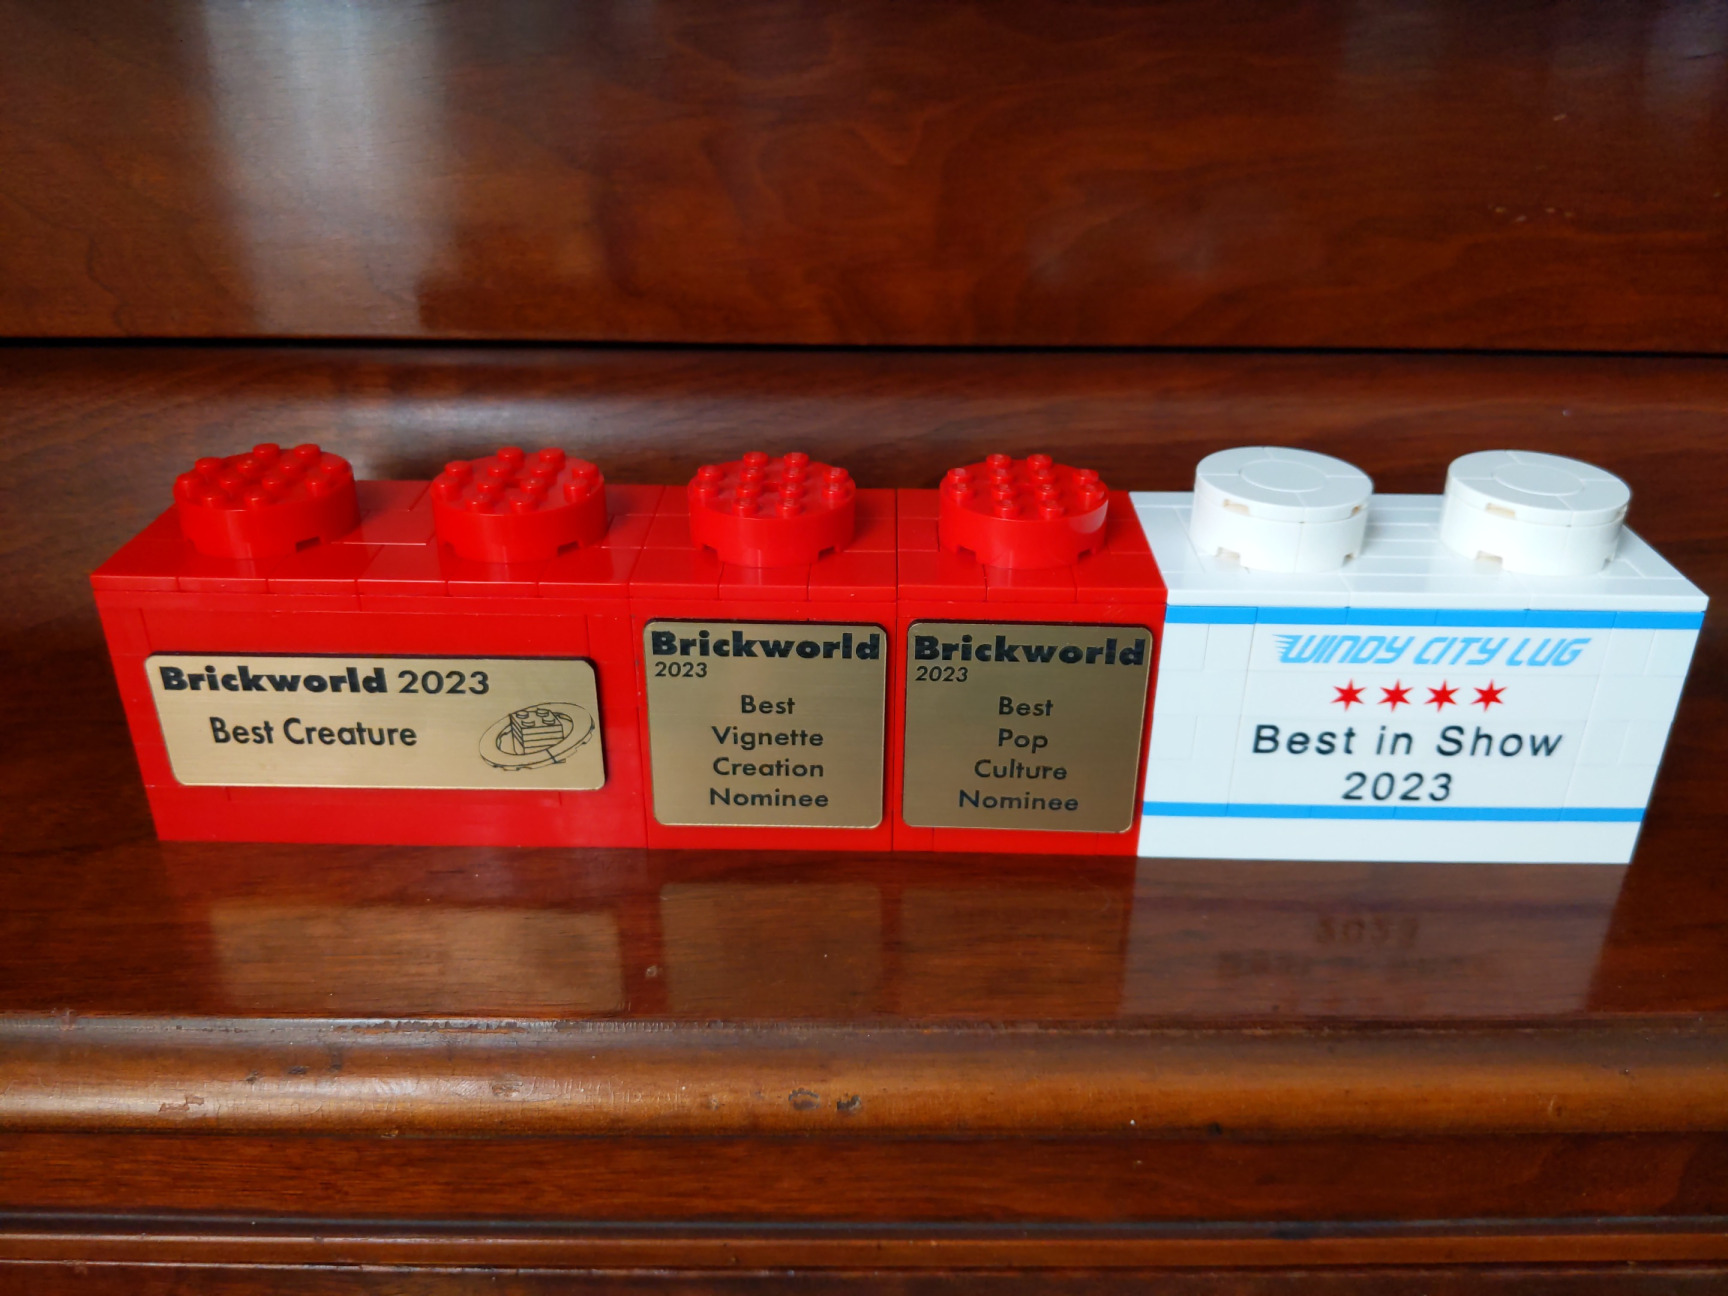 Brickworld 2023
Best Creature
Brickworld
2023
Best
Vignette
Creation
Nominee
Brickworld
2023
Best
Pop
Culture
Nominee
WINDY CITY LUG
Best in Show
2023